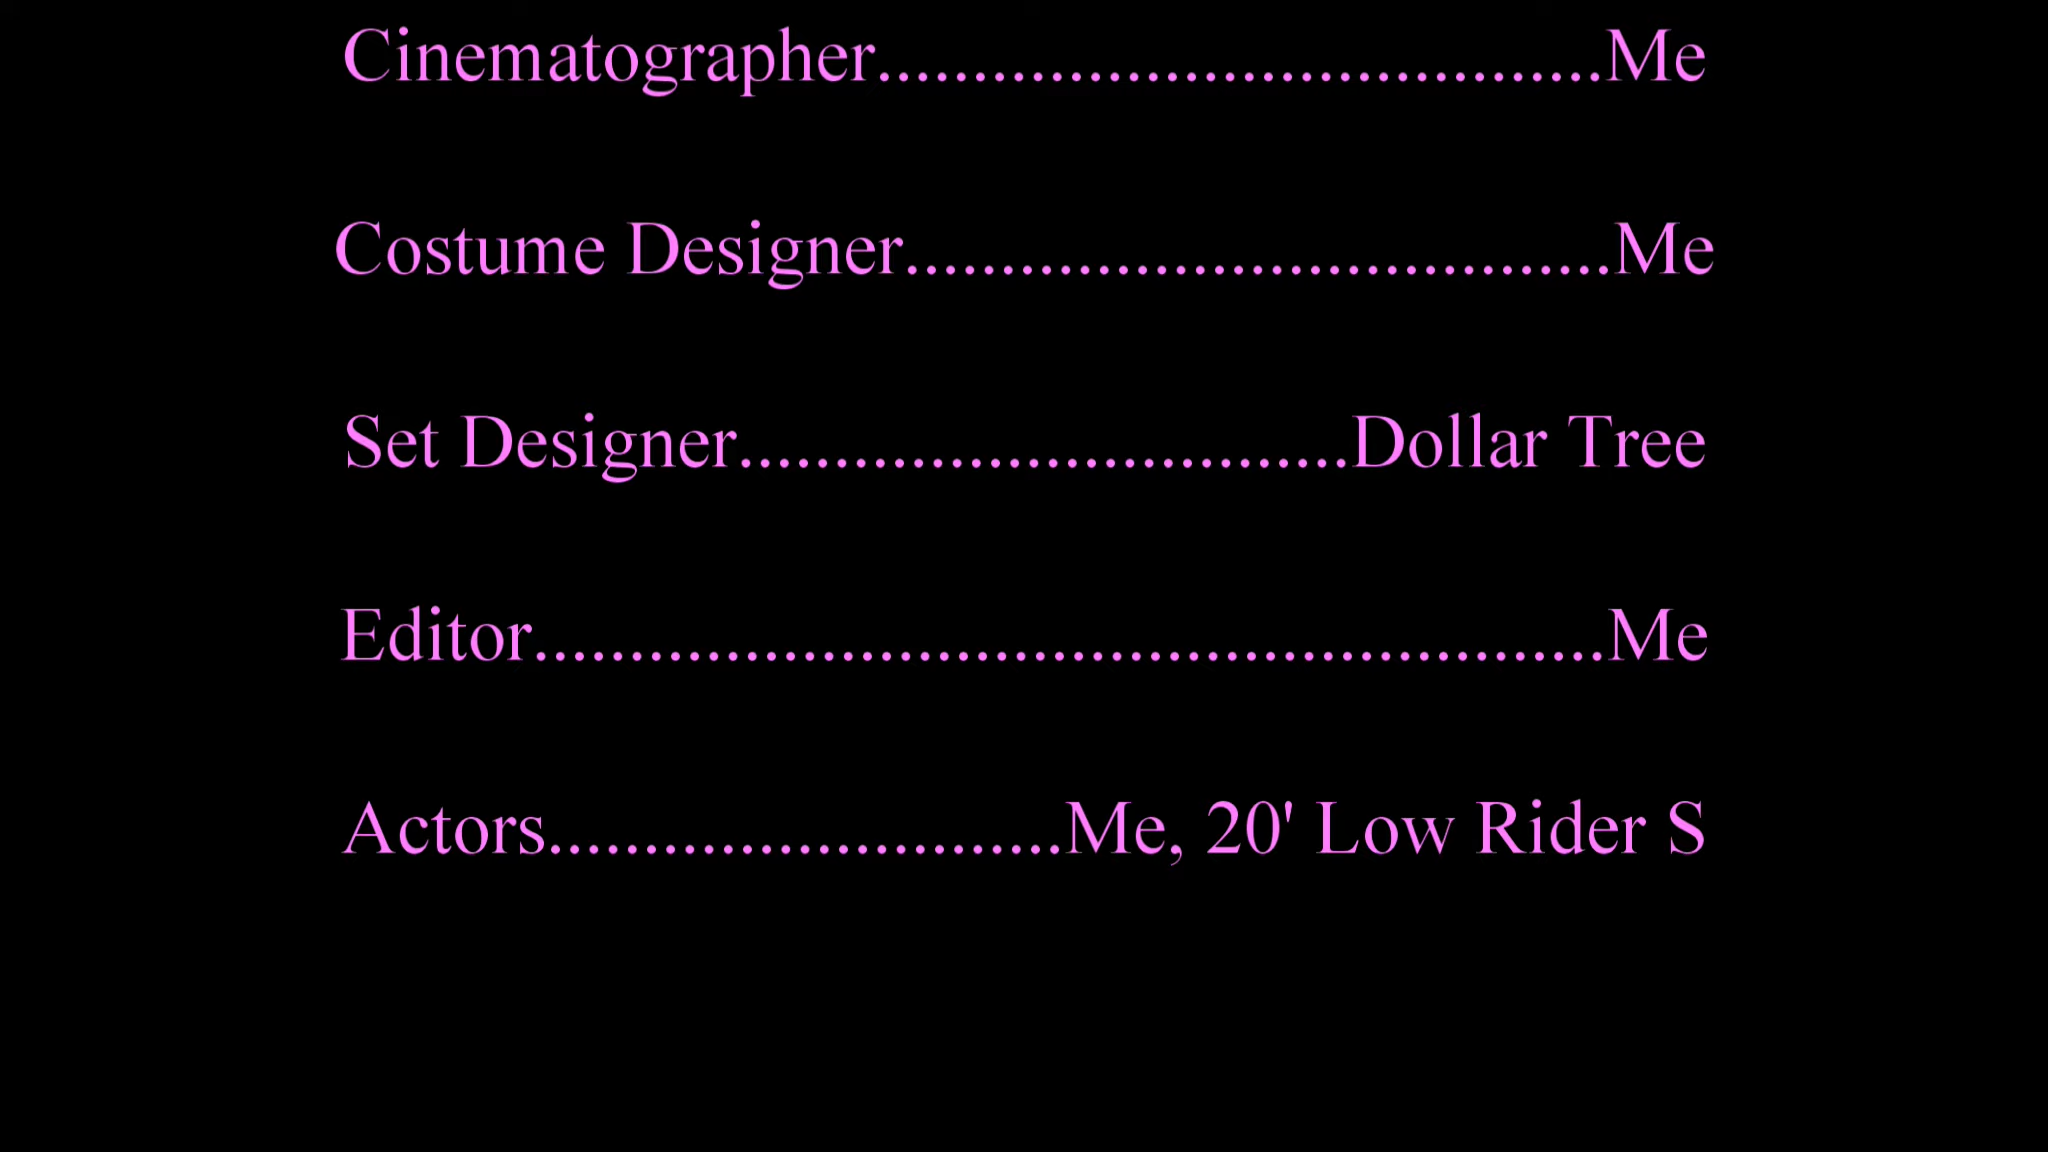 Cinematographer......................................Me
Costume Designer.....................................Me
Set Designer................................Dollar Tree
Editor........................................................Me
Actors...........................Me, 20' Low Rider S